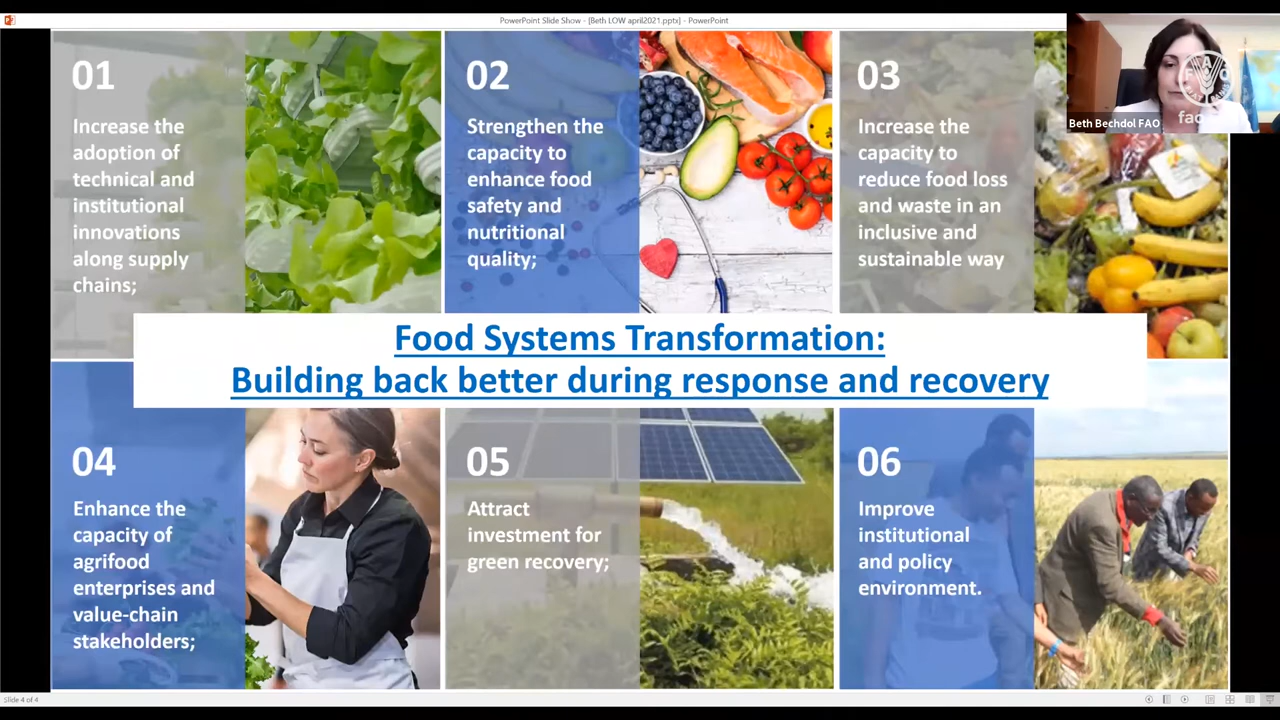 PowerPoint Slide Show - [Beth LOW april2021.pptx] - PowerPoint
01
Increase the
adoption of
technical and
institutional
innovations
along supply
chains;
02
Strengthen the
capacity to
enhance food
safety and
nutritional
quality;
03
Increase the
capacity to
reduce food loss
and waste in an
inclusive and
sustainable way
Beth Bechdol FAO
fao
Food Systems Transformation:
Building back better during response and recovery
04
Enhance the
capacity of
agrifood
enterprises and
value-chain
stakeholders;
05
Attract
investment for
green recovery;
06
Improve
institutional
and policy
environment.
Slide 4 of 4